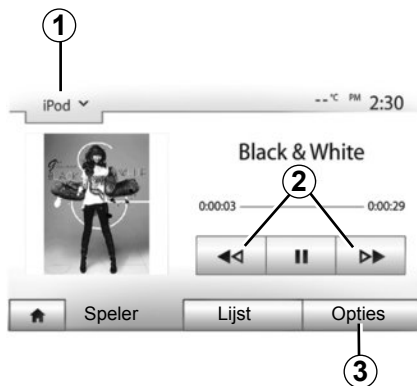 1
iPod
--°C PM 2:30
Black & White
2
0:00:03 0:00:29
Speler Lijst Opties
3